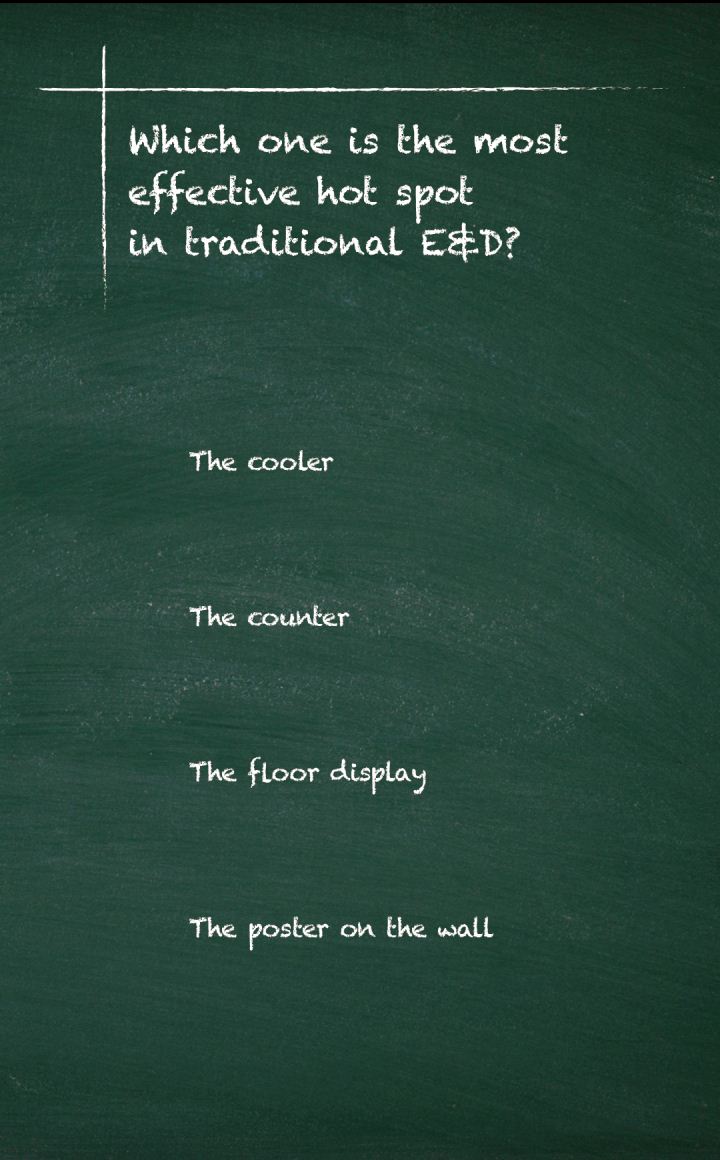 Which one is the most
effective hot spot
in traditional E&D?
The cooler
The counter
The floor display
The poster on the wall